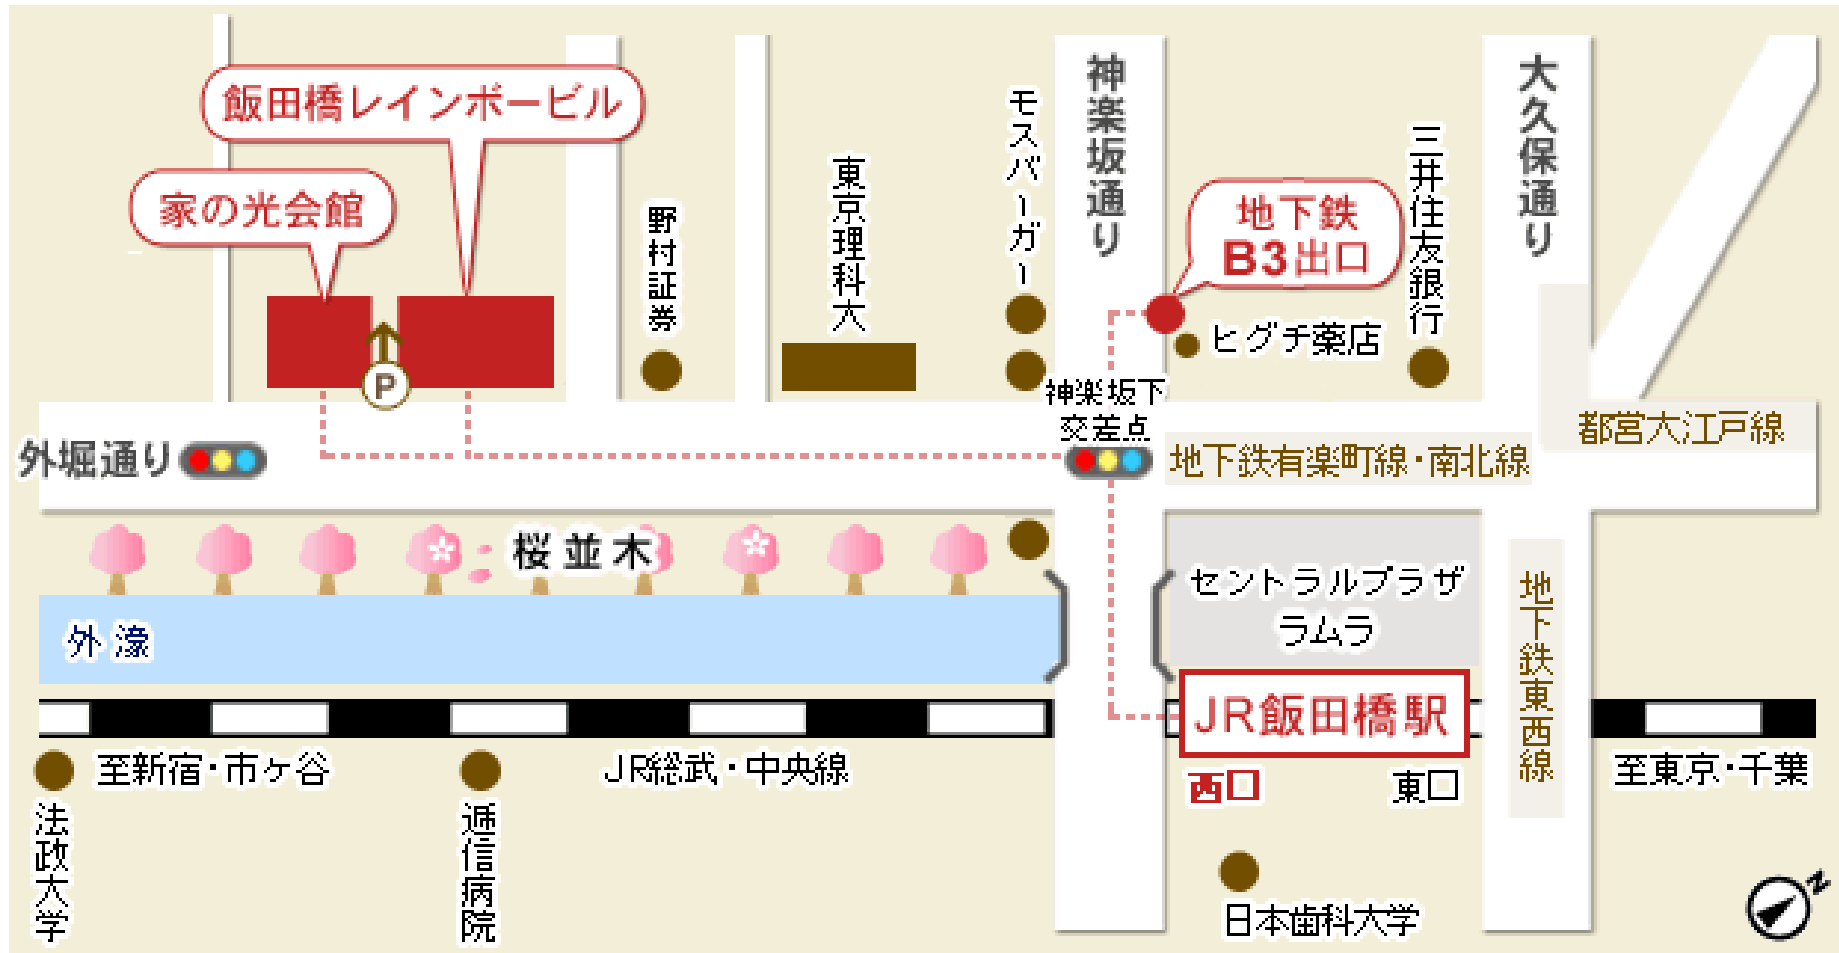 飯田橋レインボービル
家の光会館
野村証券
東京理科大
モスバーガー
神楽坂通り
地下鉄
B3出口
三井住友銀行
大久保通り
ヒグチ薬店
P
神楽坂下
交差点
外堀通り
地下鉄有楽町線・南北線
都営大江戸線
桜並木
セントラルプラザ
ラムラ
外濠
地下鉄東西線
JR飯田橋駅
西口
東口
至新宿・市ヶ谷
JR総武・中央線
至東京・千葉
法政大学
逓信病院
日本歯科大学
N